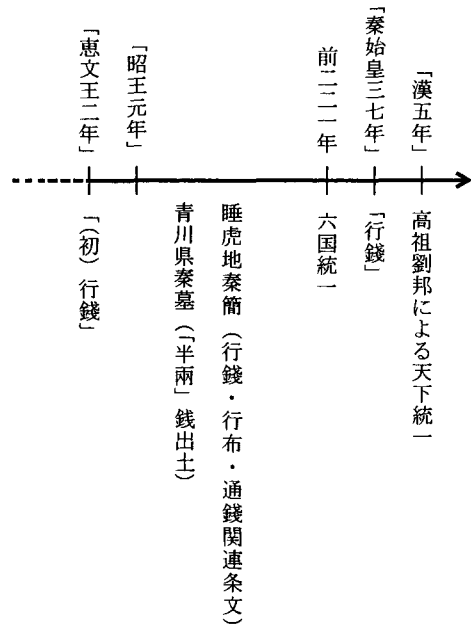 「恵文王二年」
「昭王元年」
前二二一年
「秦始皇三七年」
「漢五年」
「(初)行錢」
青川県秦墓(「半兩」銭出土)
睡虎地秦簡(行錢・行布・通錢関連条文)
六国統一
「行錢」
高祖劉邦による天下統一